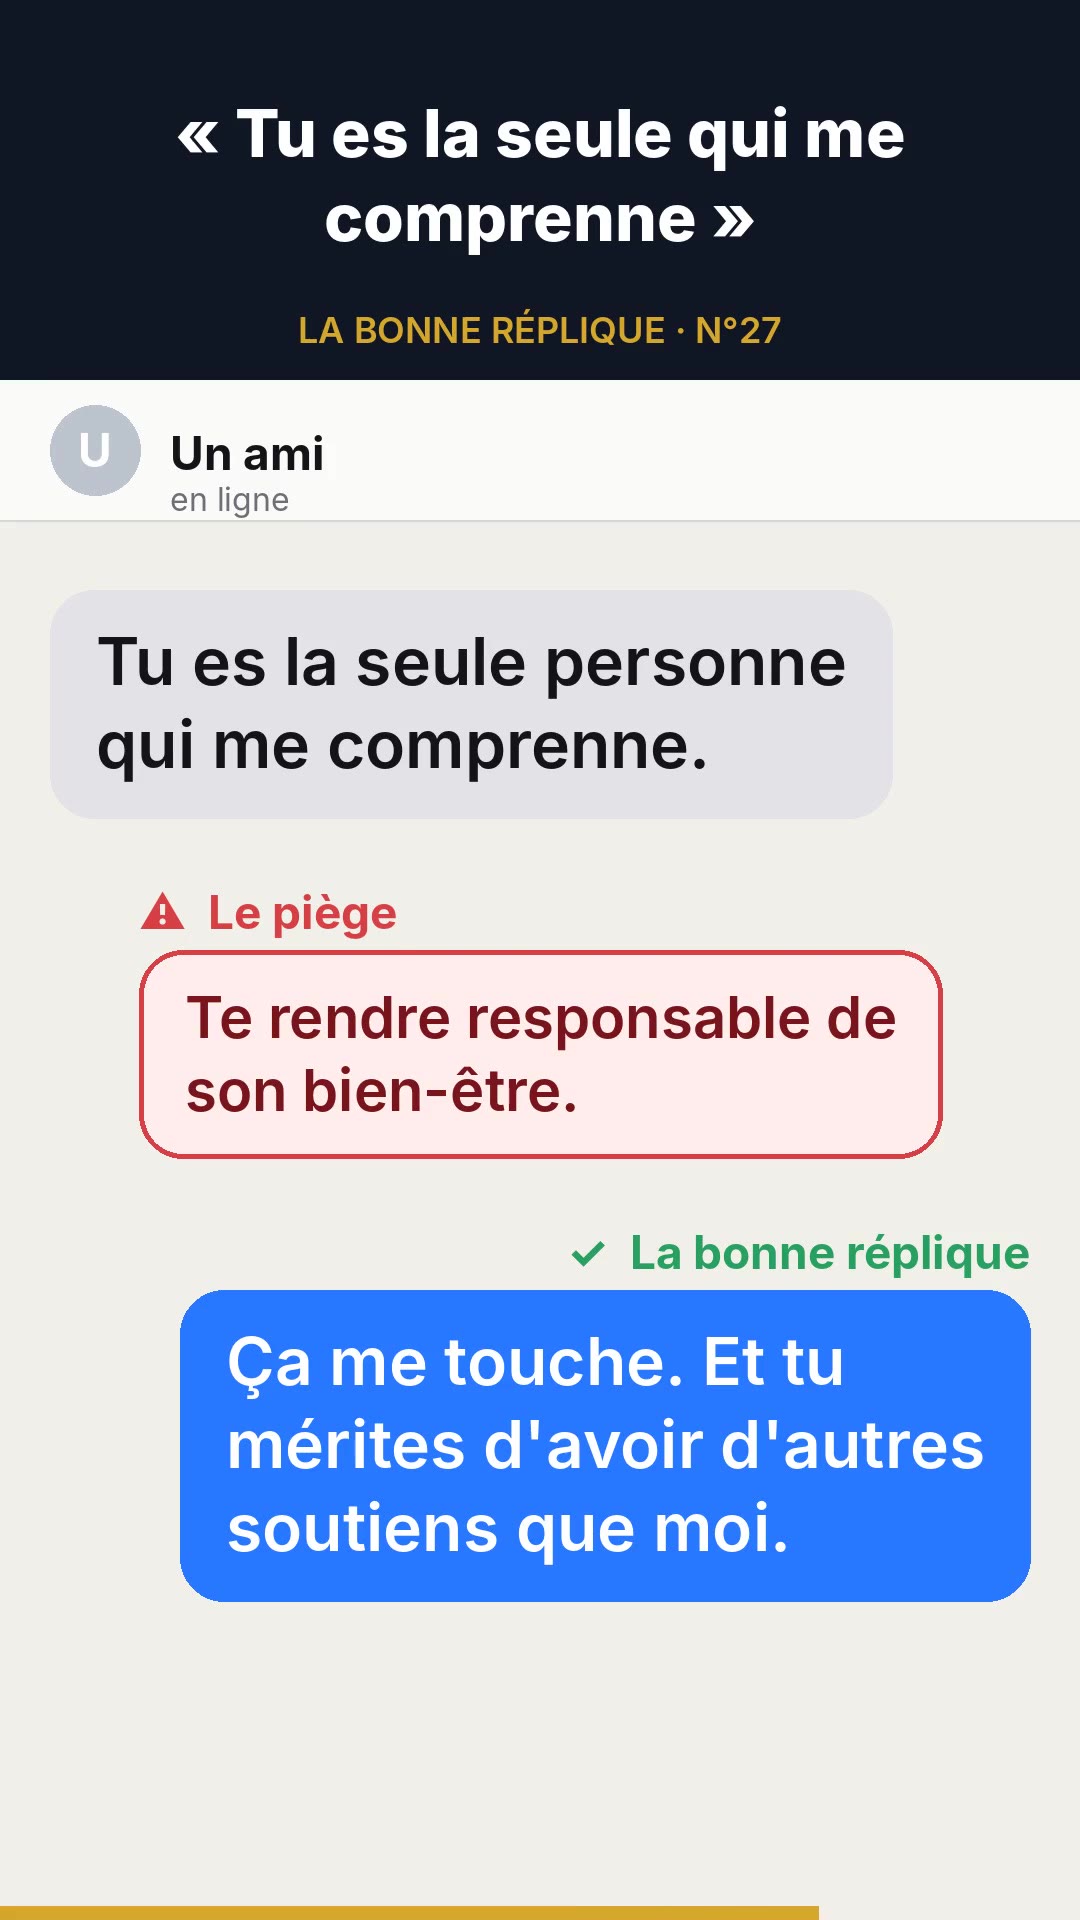 « Tu es la seule qui me
comprenne »
LA BONNE RÉPLIQUE · N°27
U
Un ami
en ligne
Tu es la seule personne
qui me comprenne.
Le piège
Te rendre responsable de
son bien-être.
La bonne réplique
Ça me touche. Et tu
mérites d'avoir d'autres
soutiens que moi.